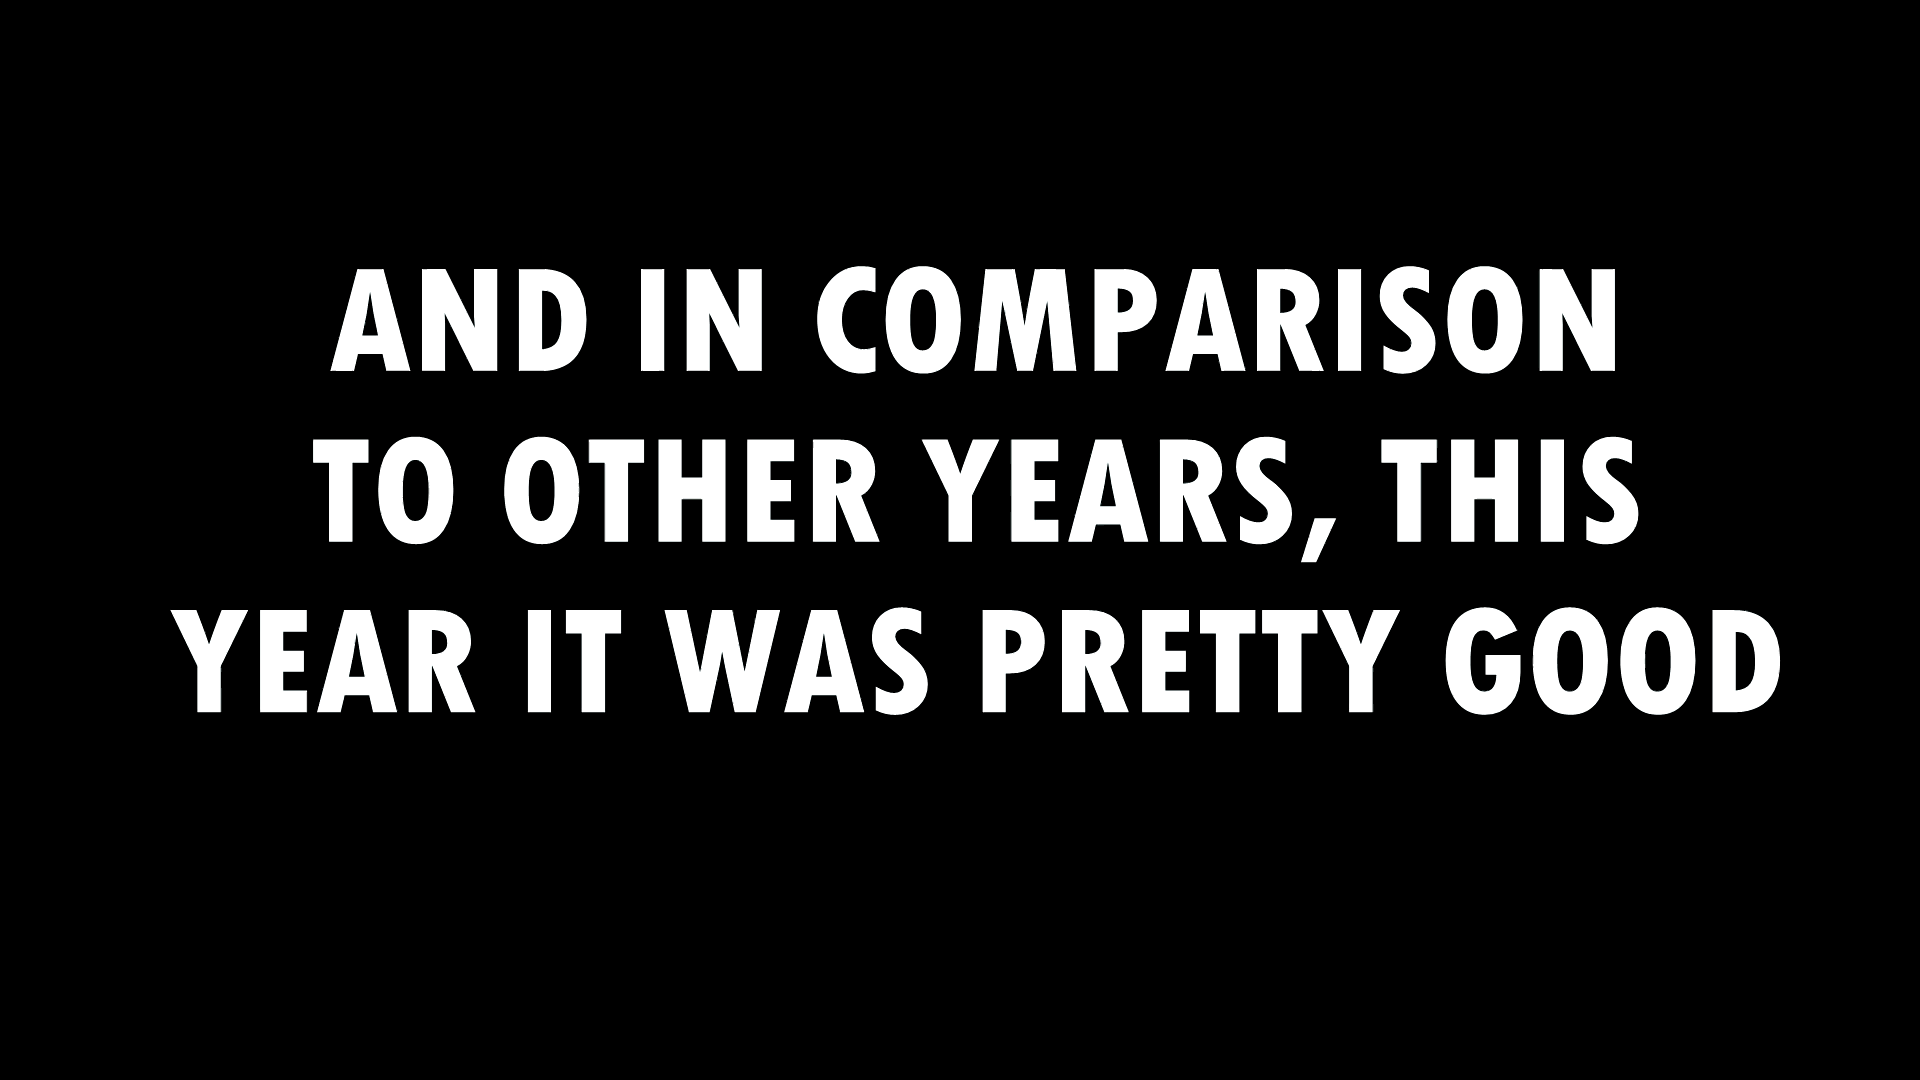 AND IN COMPARISON
TO OTHER YEARS, THIS
YEAR IT WAS PRETTY GOOD